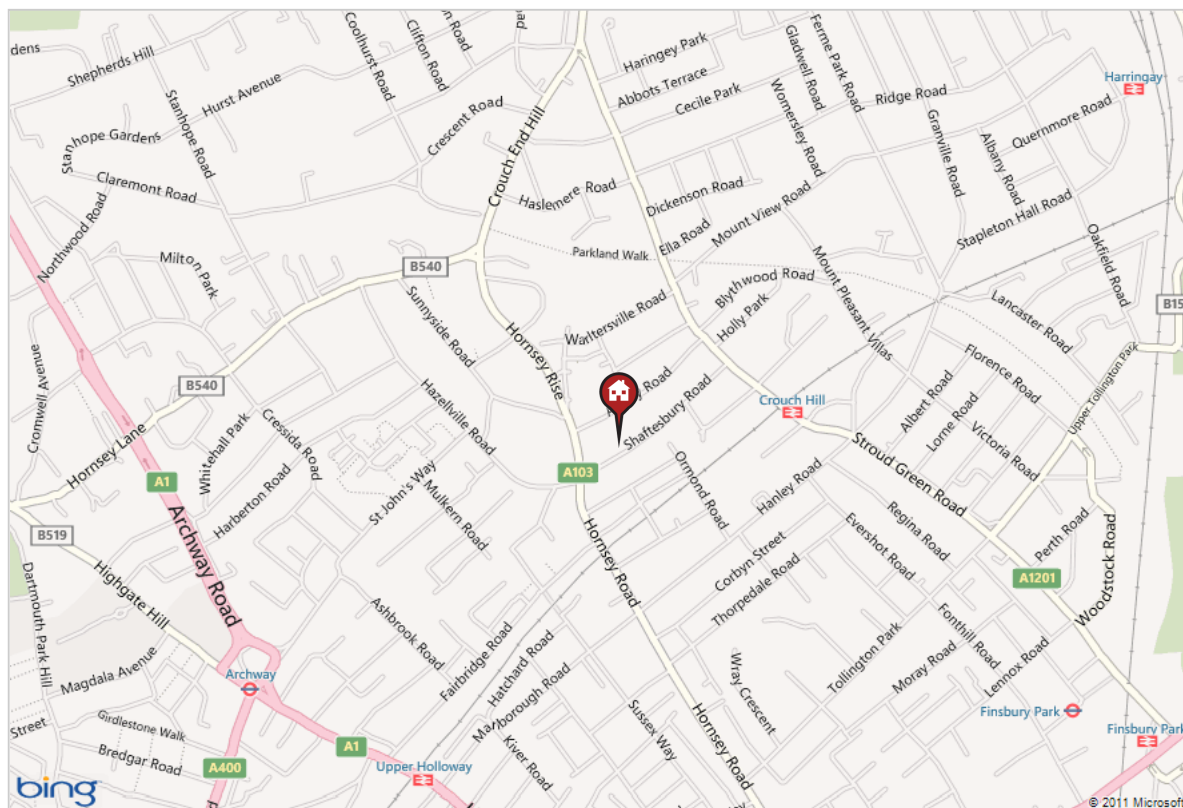 Shepherds Hill
Coolhurst Road
Clifton Road
Haringey Park
Gladwell Road
Ferme Park Road
Harringay
Hurst Avenue
Stanhope Road
Abbots Terrace
Cecile Park
Ridge Road
Crescent Road
Wormersley Road
Quernmore Road
Stanhope Gardens
Crouch End Hill
Granville Road
Albany Road
Claremont Road
Haslemere Road
Dickenson Road
Stapleton Hall Road
Northwood Road
Ella Road
Mount View Road
Oakfield Road
Milton Park
B540
Parkland Walk
Mount Pleasant Villas
Blythwood Road
Lancaster Road
B15
Sunnyside Road
Hornsey Rise
Waltersville Road
Holly Park
Florence Road
Upper Tollington Park
Cromwell Avenue
B540
Hazellville Road
Road
Shaftesbury Road
Crouch Hill
Albert Road
Lorne Road
Victoria Road
Hornsey Lane
Whitehall Park
Cressida Road
Stroud Green Road
A1
Harberton Road
St John's Way
Mulkern Road
A103
Ormond Road
Hanley Road
Regina Road
Perth Road
B519
Archway Road
Hornsey Road
Corbyn Street
Evershot Road
A1201
Woodstock Road
Dartmouth Park Hill
Highgate Hill
Ashbrook Road
Thorpedale Road
Fonthill Road
Fairbridge Road
Hatchard Road
Tollington Park
Moray Road
Lennox Road
Magdala Avenue
Archway
Marlborough Road
Wray Crescent
Finsbury Park
Street
Girdlestone Walk
Sussex Way
Hornsey Road
Finsbury Park
Bredgar Road
A400
A1
Upper Holloway
Kiver Road
bing
© 2011 Microsoft